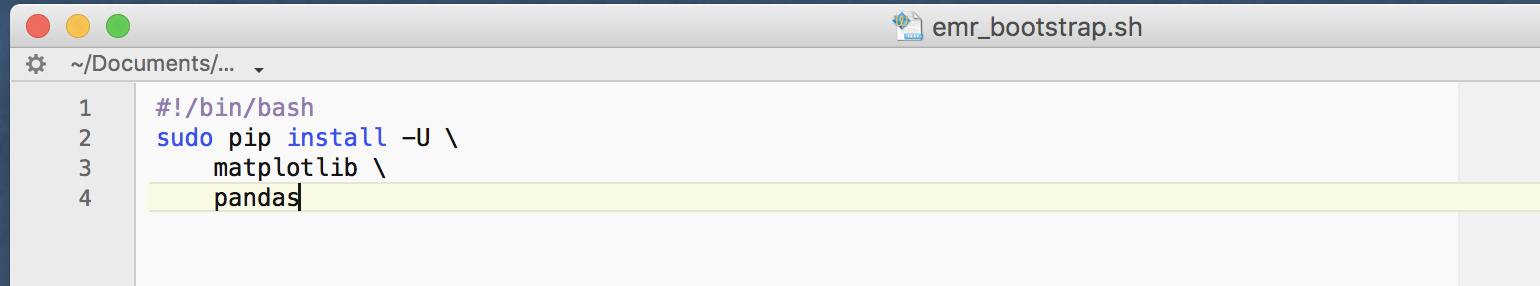 emr_bootstrap.sh
~/Documents/...
1 #!/bin/bash
2 sudo pip install -U \
3 matplotlib \
4 pandas